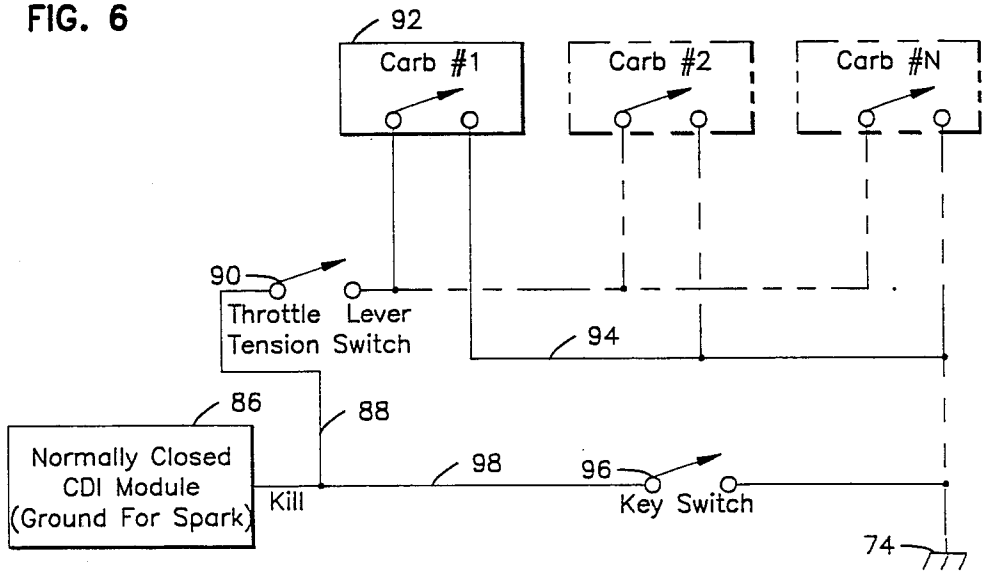 FIG. 6
92
Carb #1
Carb #2
Carb #N
90
Throttle Lever
Tension Switch
94
86
88
Normally Closed
CDI Module
(Ground For Spark)
Kill
98
96
Key Switch
74